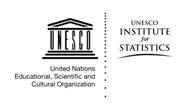 UNESCO
United Nations
Educational, Scientific and
Cultural Organization
UNESCO
INSTITUTE
for
STATISTICS